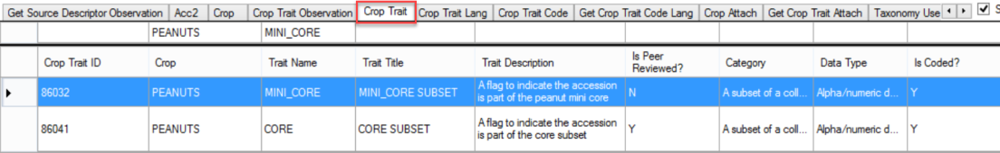 Get Source Descriptor Observation Acc2 Crop Crop Trait Observation Crop Trait Crop Trait Lang Crop Trait Code Get Crop Trait Code Lang Crop Attach Get Crop Trait Attach Taxonomy Use S
PEANUTS MINI_CORE
Crop Trait ID Crop Trait Name Trait Title Trait Description Is Peer Reviewed? Category Data Type Is Coded?
86032 PEANUTS MINI_CORE MINI_CORE SUBSET A flag to indicate the accession is part of the peanut mini core N A subset of a coll... Alpha/numeric d... Y
86041 PEANUTS CORE CORE SUBSET A flag to indicate the accession is part of the core subset Y A subset of a coll... Alpha/numeric d... Y